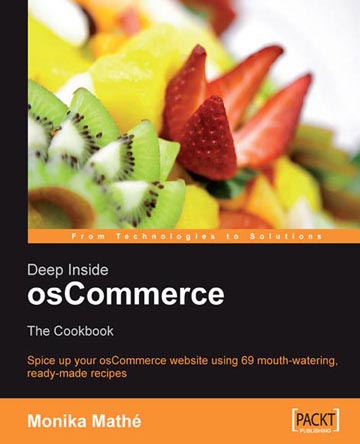 From Technologies to Solutions
Deep Inside
osCommerce
The Cookbook
Spice up your osCommerce website using 69 mouth-watering,
ready-made recipes
Monika Mathé
PACKT
PUBLISHING